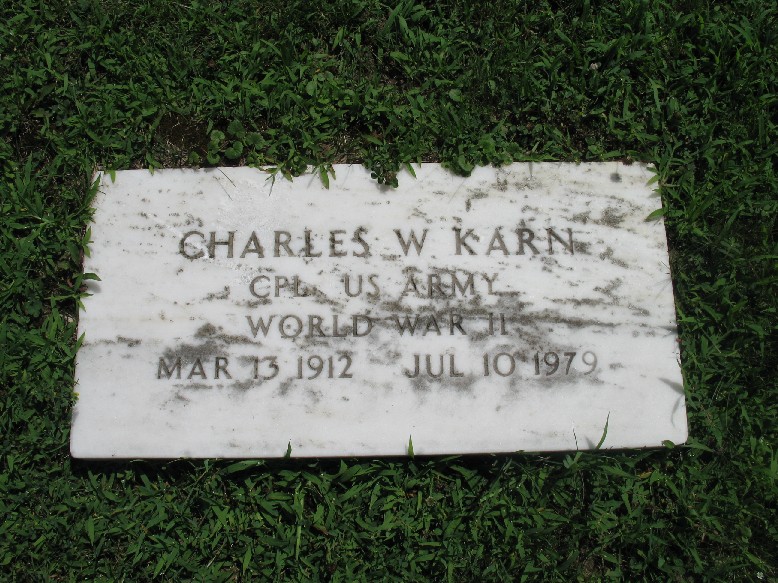 CHARLES W KARN
CPL US ARMY
WORLD WAR II
MAR 13 1912 JUL 10 1979